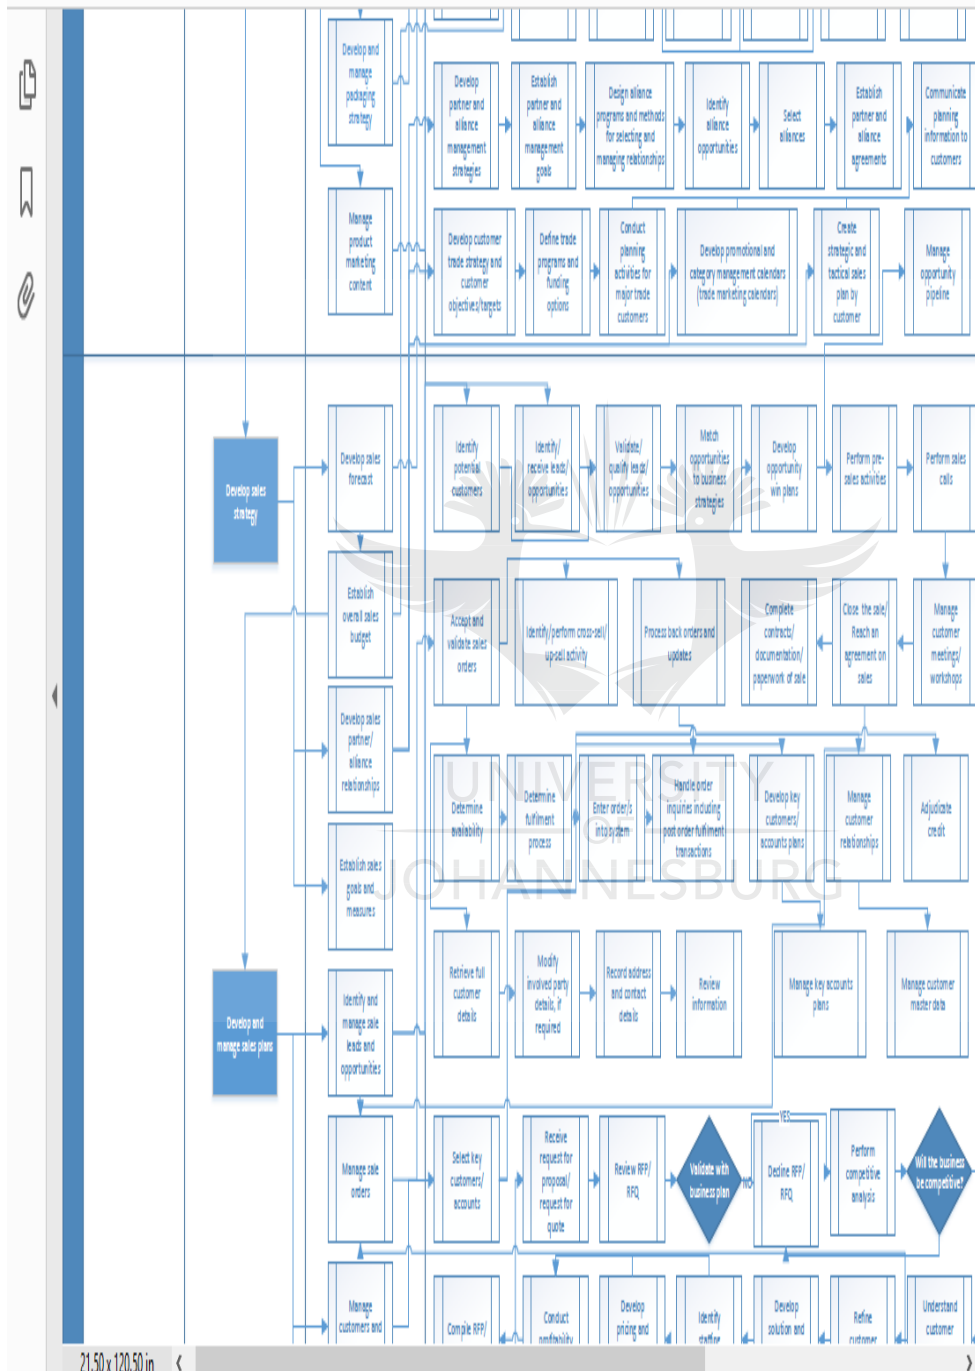 Develop and
manage
packaging
strategy
Develop
partner and
alliance
management
strategies
Establish
partner and
alliance
management
goals
Design alliance
programs and methods
for selecting and
managing relationships
Identify
alliance
opportunities
Select
alliances
Establish
partner and
alliance
agreements
Communicate
planning
information to
customers
Manage
product
marketing
content
Develop customer
trade strategy and
customer
objectives/targets
Define trade
programs and
funding
options
Conduct
planning
activities for
major trade
customers
Develop promotional and
category management calendars
(trade marketing calendars)
Create
strategic and
tactical sales
plan by
customer
Manage
opportunity
pipeline
Develop sales
strategy
Develop sales
forecast
Identify
potential
customers
Identify/
receive leads/
opportunities
Validate/
qualify leads/
opportunities
Match
opportunities
to business
strategies
Develop
opportunity
win plans
Perform pre-
sales activities
Perform sales
calls
Establish
overall sales
budget
Accept and
validate sales
orders
Identify/perform cross-sell/
up-sell activity
Process back orders and
updates
Complete
contracts/
documentation/
paperwork of sale
Close the sale/
Reach an
agreement on
sales
Manage
customer
meetings/
workshops
Develop sales
partner/
alliance
relationships
Determine
availability
Determine
fulfilment
process
Enter order/s
into system
Handle order
inquiries including
post order fulfilment
transactions
Develop key
customers/
accounts plans
Manage
customer
relationships
Adjudicate
credit
UNIVERSITY
OF
JOHANNESBURG
Establish sales
goals and
measures
Develop and
manage sales plans
Identify and
manage sale
leads and
opportunities
Retrieve full
customer
details
Modify
involved party
details, if
required
Record address
and contact
details
Review
information
Manage key accounts
plans
Manage customer
master data
Manage sale
orders
Select key
customers/
accounts
Receive
request for
proposal/
request for
quote
Review RFP/
RFQ
Validate with
business plan
NO
YES
Decline RFP/
RFQ
Perform
competitive
analysis
Will the business
be competitive?
Manage
customers and
Compile RFP/
Conduct
profitability
Develop
pricing and
Identify
staffing
Develop
solution and
Refine
customer
Understand
customer
21.50 x 120.50 in